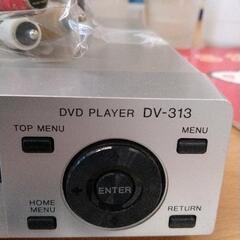 DVD PLAYER DV-313
TOP MENU
MENU
ENTER
HOME
MENU
RETURN